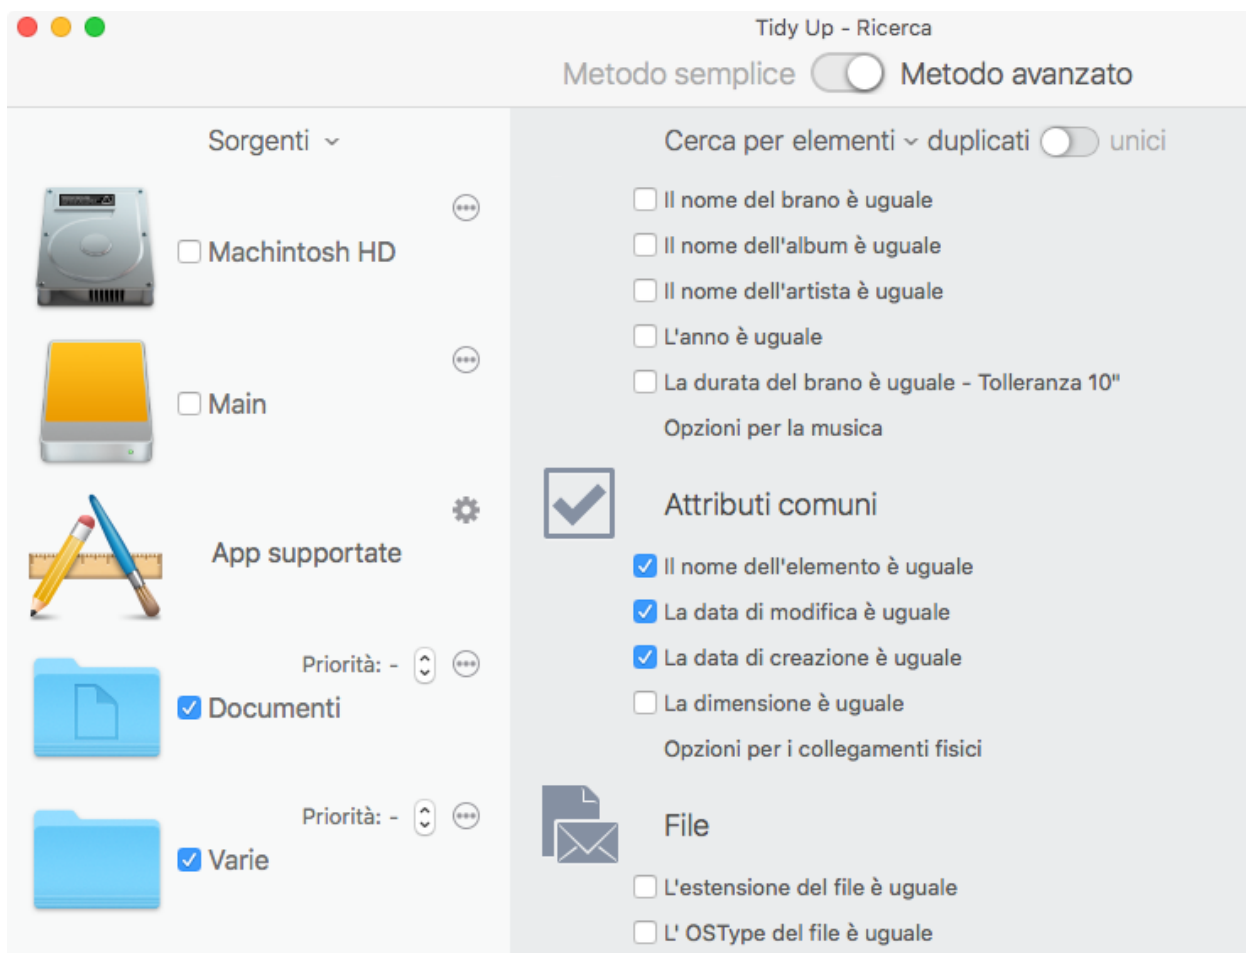 Tidy Up - Ricerca
Metodo semplice Metodo avanzato
Sorgenti
Machintosh HD
Main
App supportate
Priorità: -
Documenti
Priorità: -
Varie
Cerca per elementi duplicati unici
Il nome del brano è uguale
Il nome dell'album è uguale
Il nome dell'artista è uguale
L'anno è uguale
La durata del brano è uguale - Tolleranza 10"
Opzioni per la musica
Attributi comuni
Il nome dell'elemento è uguale
La data di modifica è uguale
La data di creazione è uguale
La dimensione è uguale
Opzioni per i collegamenti fisici
File
L'estensione del file è uguale
L' OSType del file è uguale